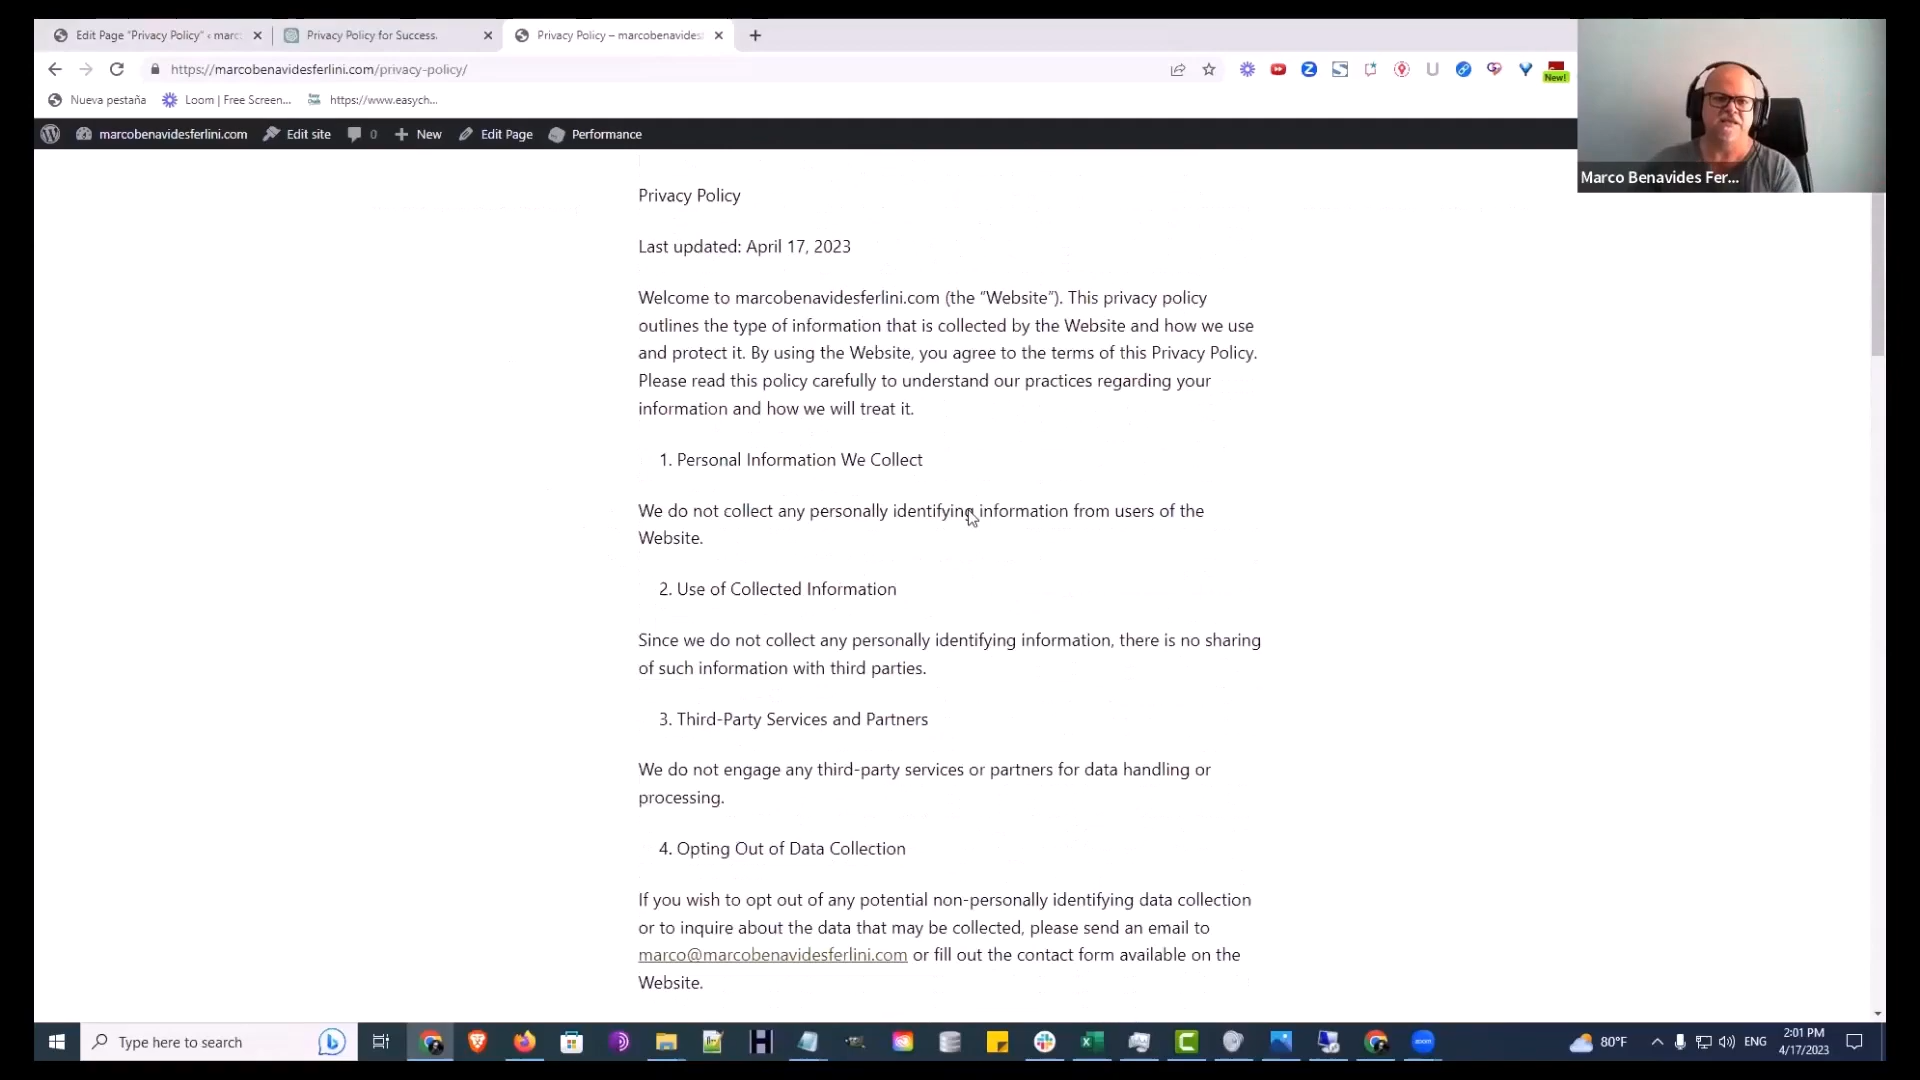 Edit Page "Privacy Policy" ‹ marc
Privacy Policy for Success.
Privacy Policy – marcobenavides
https://marcobenavidesferlini.com/privacy-policy/
New!
Nueva pestaña
Loom | Free Screen...
https://www.easych...
marcobenavidesferlini.com
Edit site
0
New
Edit Page
Performance
Marco Benavides Fer...
Privacy Policy
Last updated: April 17, 2023
Welcome to marcobenavidesferlini.com (the “Website”). This privacy policy
outlines the type of information that is collected by the Website and how we use
and protect it. By using the Website, you agree to the terms of this Privacy Policy.
Please read this policy carefully to understand our practices regarding your
information and how we will treat it.
1. Personal Information We Collect
We do not collect any personally identifying information from users of the
Website.
2. Use of Collected Information
Since we do not collect any personally identifying information, there is no sharing
of such information with third parties.
3. Third-Party Services and Partners
We do not engage any third-party services or partners for data handling or
processing.
4. Opting Out of Data Collection
If you wish to opt out of any potential non-personally identifying data collection
or to inquire about the data that may be collected, please send an email to
marco@marcobenavidesferlini.com or fill out the contact form available on the
Website.
Type here to search
80°F
ENG
2:01 PM
4/17/2023